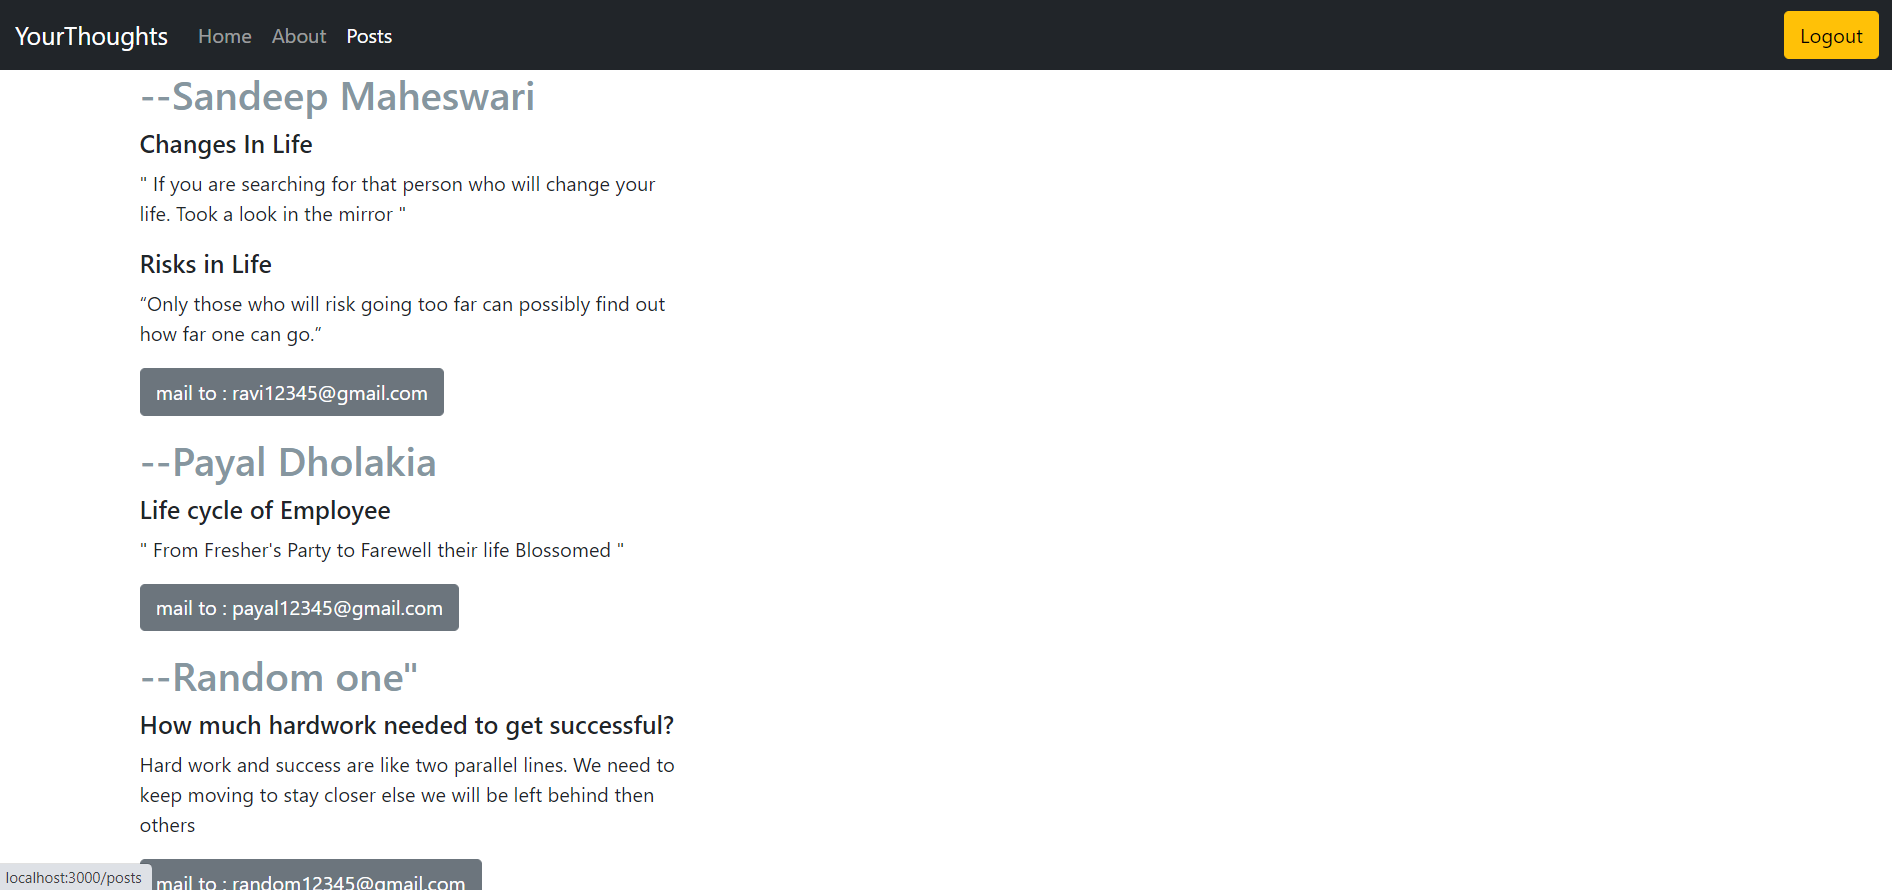 YourThoughts Home About Posts Logout
--Sandeep Maheswari
Changes In Life
" If you are searching for that person who will change your
life. Took a look in the mirror "
Risks in Life
“Only those who will risk going too far can possibly find out
how far one can go.”
mail to : ravi12345@gmail.com
--Payal Dholakia
Life cycle of Employee
" From Fresher's Party to Farewell their life Blossomed "
mail to : payal12345@gmail.com
--Random one"
How much hardwork needed to get successful?
Hard work and success are like two parallel lines. We need to
keep moving to stay closer else we will be left behind then
others
mail to : random12345@gmail.com
localhost:3000/posts